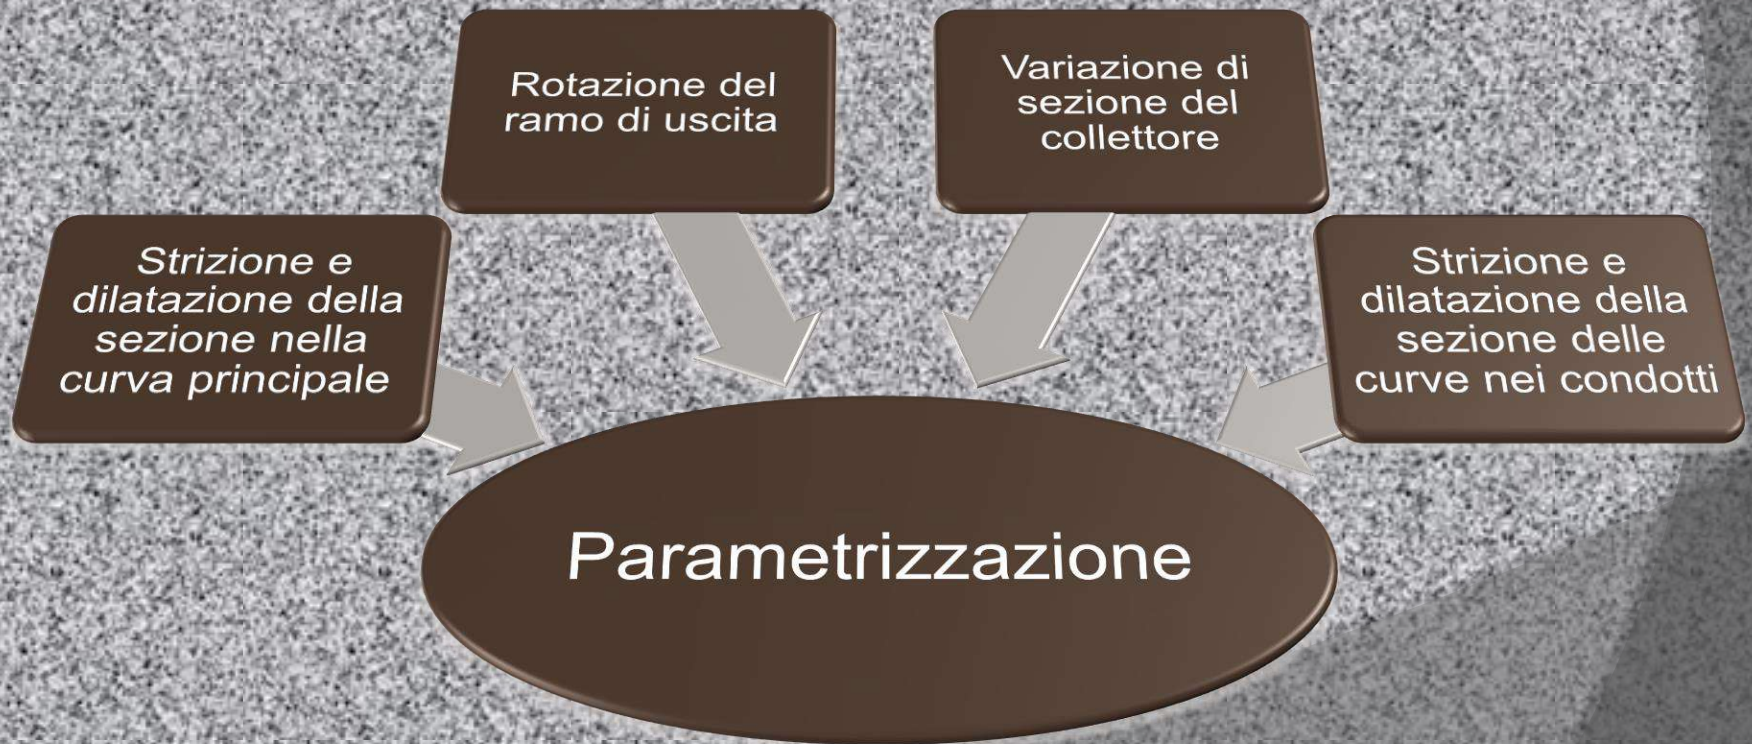 Rotazione del
ramo di uscita
Variazione di
sezione del
collettore
Strizione e
dilatazione della
sezione nella
curva principale
Strizione e
dilatazione della
sezione delle
curve nei condotti
Parametrizzazione